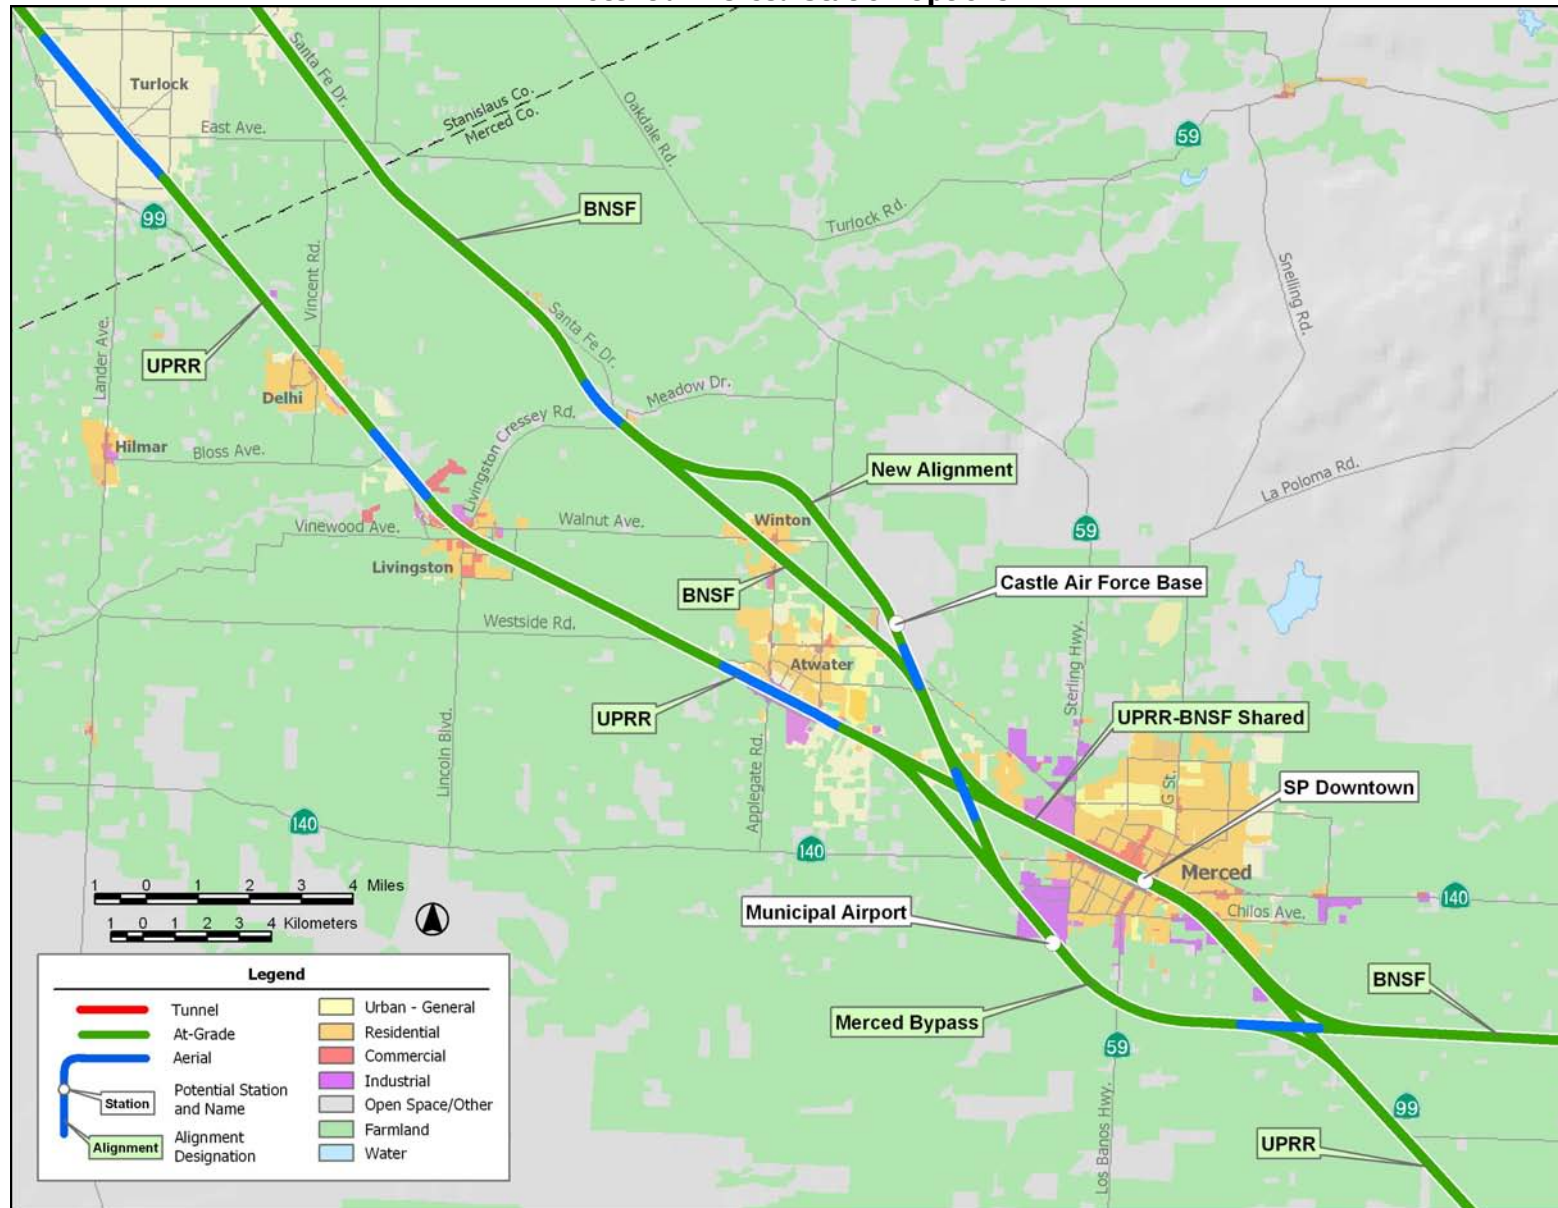 Turlock
Santa Fe Dr.
East Ave.
Stanislaus Co.
Merced Co.
Oakdale Rd.
59
99
BNSF
Turlock Rd.
Vincent Rd.
Snelling Rd.
Lander Ave.
UPRR
Santa Fe Dr.
Delhi
Meadow Dr.
Hilmar
Bloss Ave.
Livingston Cressey Rd.
New Alignment
La Poloma Rd.
Vinewood Ave.
Walnut Ave.
Winton
59
Livingston
BNSF
Castle Air Force Base
Westside Rd.
Atwater
Sterling Hwy.
UPRR
UPRR-BNSF Shared
Lincoln Blvd.
Applegate Rd.
G St.
SP Downtown
140
140
Merced
140
Municipal Airport
Chilos Ave.
1 0 1 2 3 4 Miles
1 0 1 2 3 4 Kilometers
BNSF
Merced Bypass
59
99
Los Banos Hwy.
UPRR
Legend
Tunnel
At-Grade
Aerial
Station
Potential Station
and Name
Alignment
Alignment
Designation
Urban - General
Residential
Commercial
Industrial
Open Space/Other
Farmland
Water